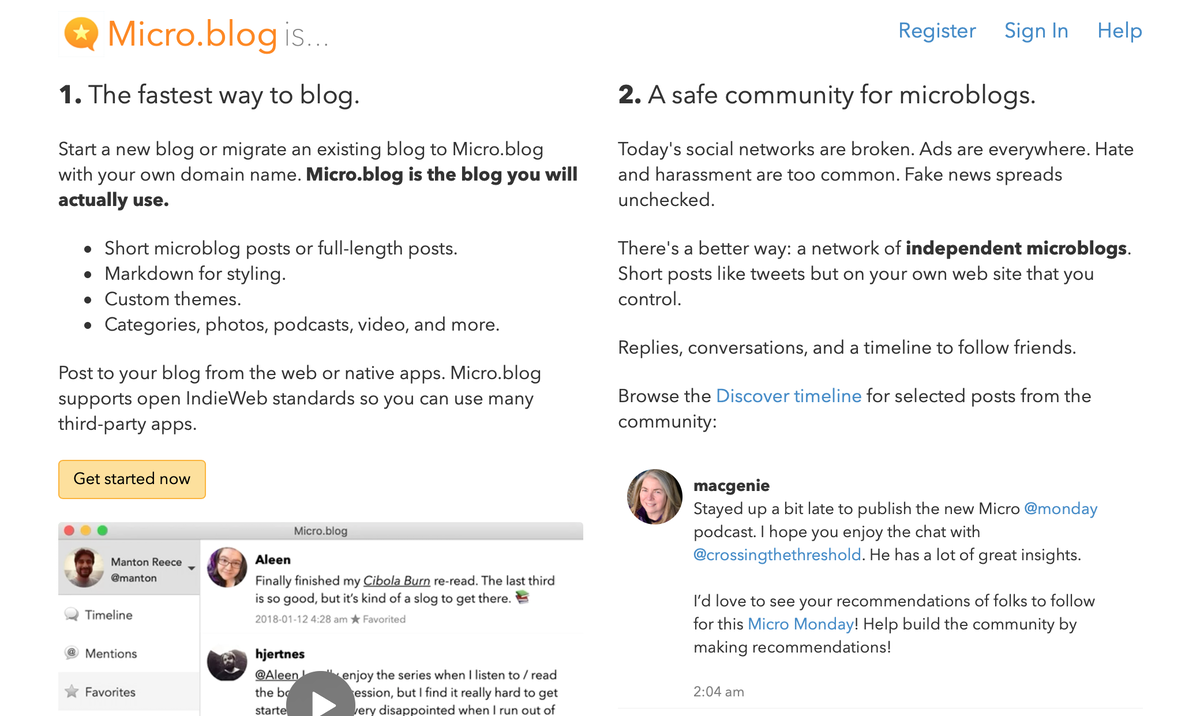 Micro.blog is...
Register Sign In Help
1. The fastest way to blog.
Start a new blog or migrate an existing blog to Micro.blog
with your own domain name. Micro.blog is the blog you will
actually use.
• Short microblog posts or full-length posts.
• Markdown for styling.
• Custom themes.
• Categories, photos, podcasts, video, and more.
Post to your blog from the web or native apps. Micro.blog
supports open IndieWeb standards so you can use many
third-party apps.
Get started now
Micro.blog
Manton Reece
@manton
Timeline
Mentions
Favorites
Aleen
Finally finished my Cibola Burn re-read. The last third
is so good, but it's kind of a slog to get there.
2018-01-12 4:28 am ★ Favorited
hjertnes
@Aleen enjoy the series when I listen to / read
the but I find it really hard to get
very disappointed when I run out of
2. A safe community for microblogs.
Today's social networks are broken. Ads are everywhere. Hate
and harassment are too common. Fake news spreads
unchecked.
There's a better way: a network of independent microblogs.
Short posts like tweets but on your own web site that you
control.
Replies, conversations, and a timeline to follow friends.
Browse the Discover timeline for selected posts from the
community:
macgenie
Stayed up a bit late to publish the new Micro @monday
podcast. I hope you enjoy the chat with
@crossingthethreshold. He has a lot of great insights.
I'd love to see your recommendations of folks to follow
for this Micro Monday! Help build the community by
making recommendations!
2:04 am